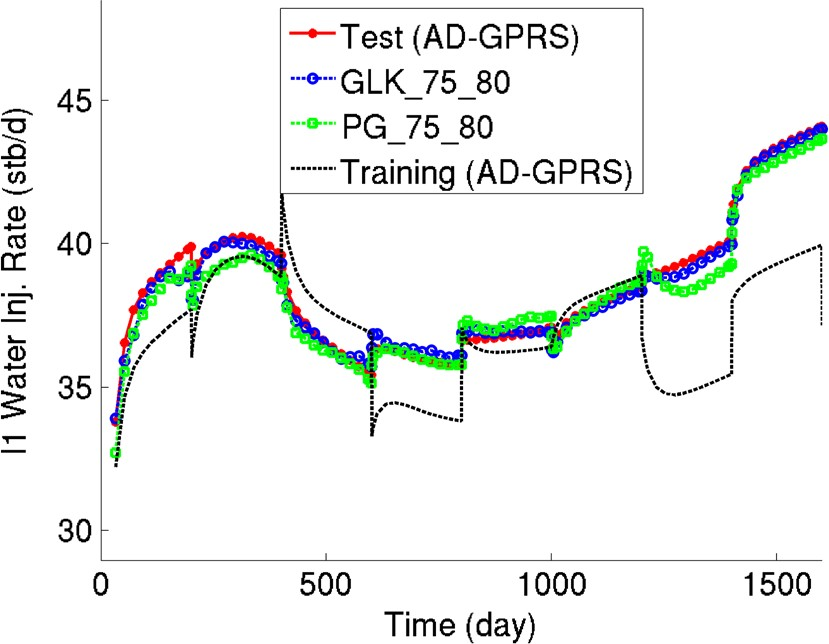 Test (AD-GPRS)
GLK_75_80
PG_75_80
Training (AD-GPRS)
I1 Water Inj. Rate (stb/d)
45
40
35
30
0 500 1000 1500
Time (day)